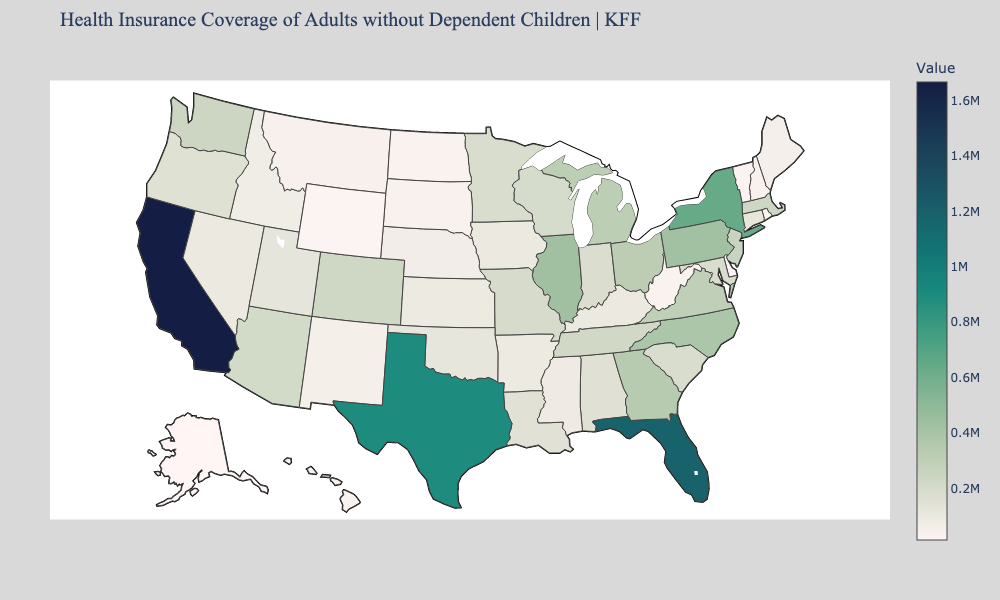 Health Insurance Coverage of Adults without Dependent Children | KFF
Value
1.6M
1.4M
1.2M
1M
0.8M
0.6M
0.4M
0.2M